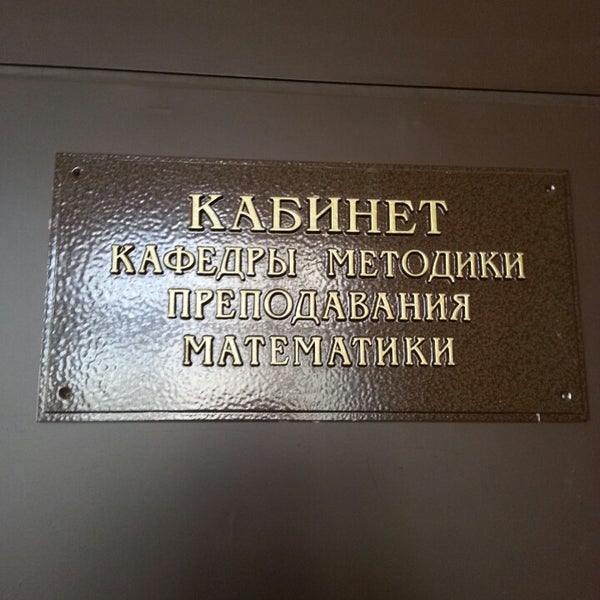 КАБИНЕТ
КАФЕДРЫ МЕТОДИКИ
ПРЕПОДАВАНИЯ
МАТЕМАТИКИ